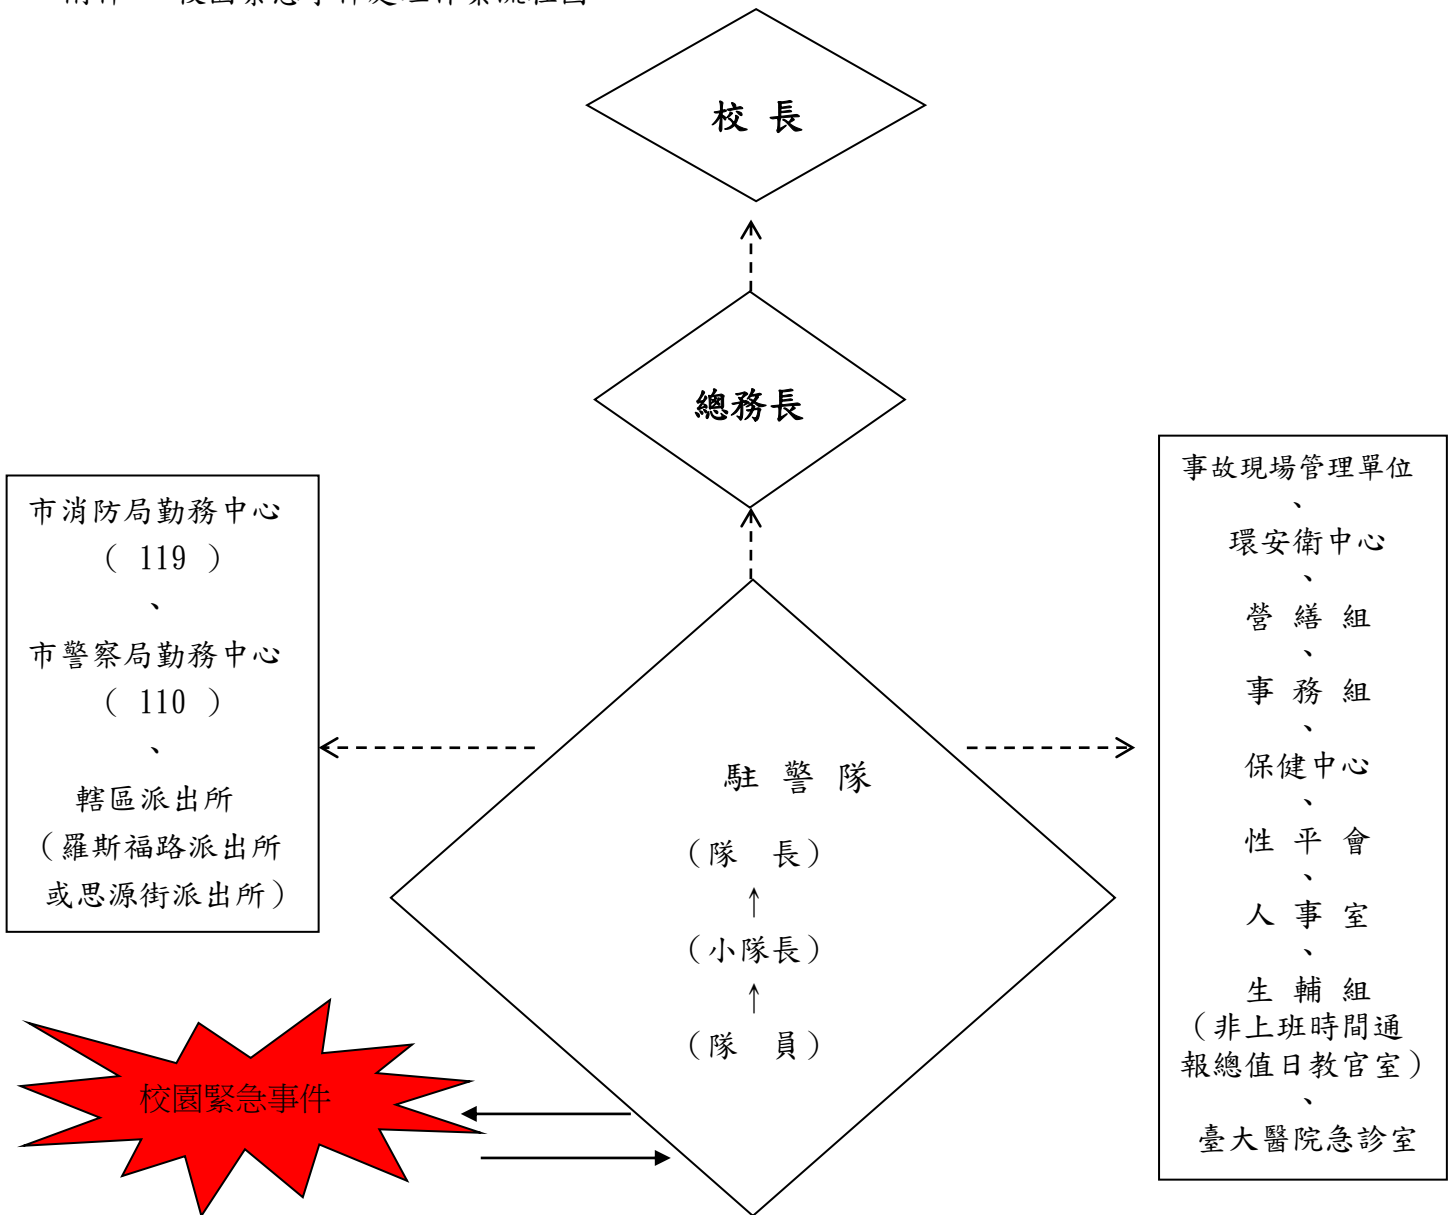 校 長
總務長
市消防局勤務中心
( 119 )
、
市警察局勤務中心
( 110 )
、
轄區派出所
(羅斯福路派出所
或思源街派出所)
駐 警 隊
(隊 長)
↑
(小隊長)
↑
(隊 員)
事故現場管理單位
、
環安衛中心
、
營 繕 組
、
事 務 組
、
保健中心
、
性 平 會
、
人 事 室
、
生 輔 組
(非上班時間通
報總值日教官室)
、
臺大醫院急診室
校園緊急事件